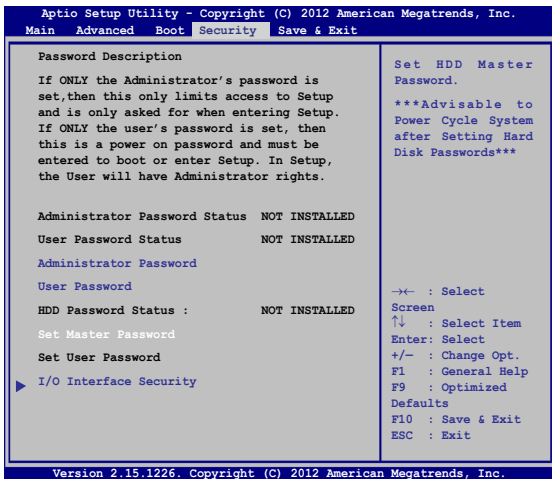 Aptio Setup Utility - Copyright (C) 2012 American Megatrends, Inc.
Main Advanced Boot Security Save & Exit
Password Description
If ONLY the Administrator's password is
set,then this only limits access to Setup
and is only asked for when entering Setup.
If ONLY the user's password is set, then
this is a power on password and must be
entered to boot or enter Setup. In Setup,
the User will have Administrator rights.
Administrator Password Status NOT INSTALLED
User Password Status NOT INSTALLED
Administrator Password
User Password
HDD Password Status : NOT INSTALLED
Set Master Password
Set User Password
I/O Interface Security
Set HDD Master
Password.
***Advisable to
Power Cycle System
after Setting Hard
Disk Passwords***
→← : Select
Screen
↑↓ : Select Item
Enter: Select
+/— : Change Opt.
F1 : General Help
F9 : Optimized
Defaults
F10 : Save & Exit
ESC : Exit
Version 2.15.1226. Copyright (C) 2012 American Megatrends, Inc.